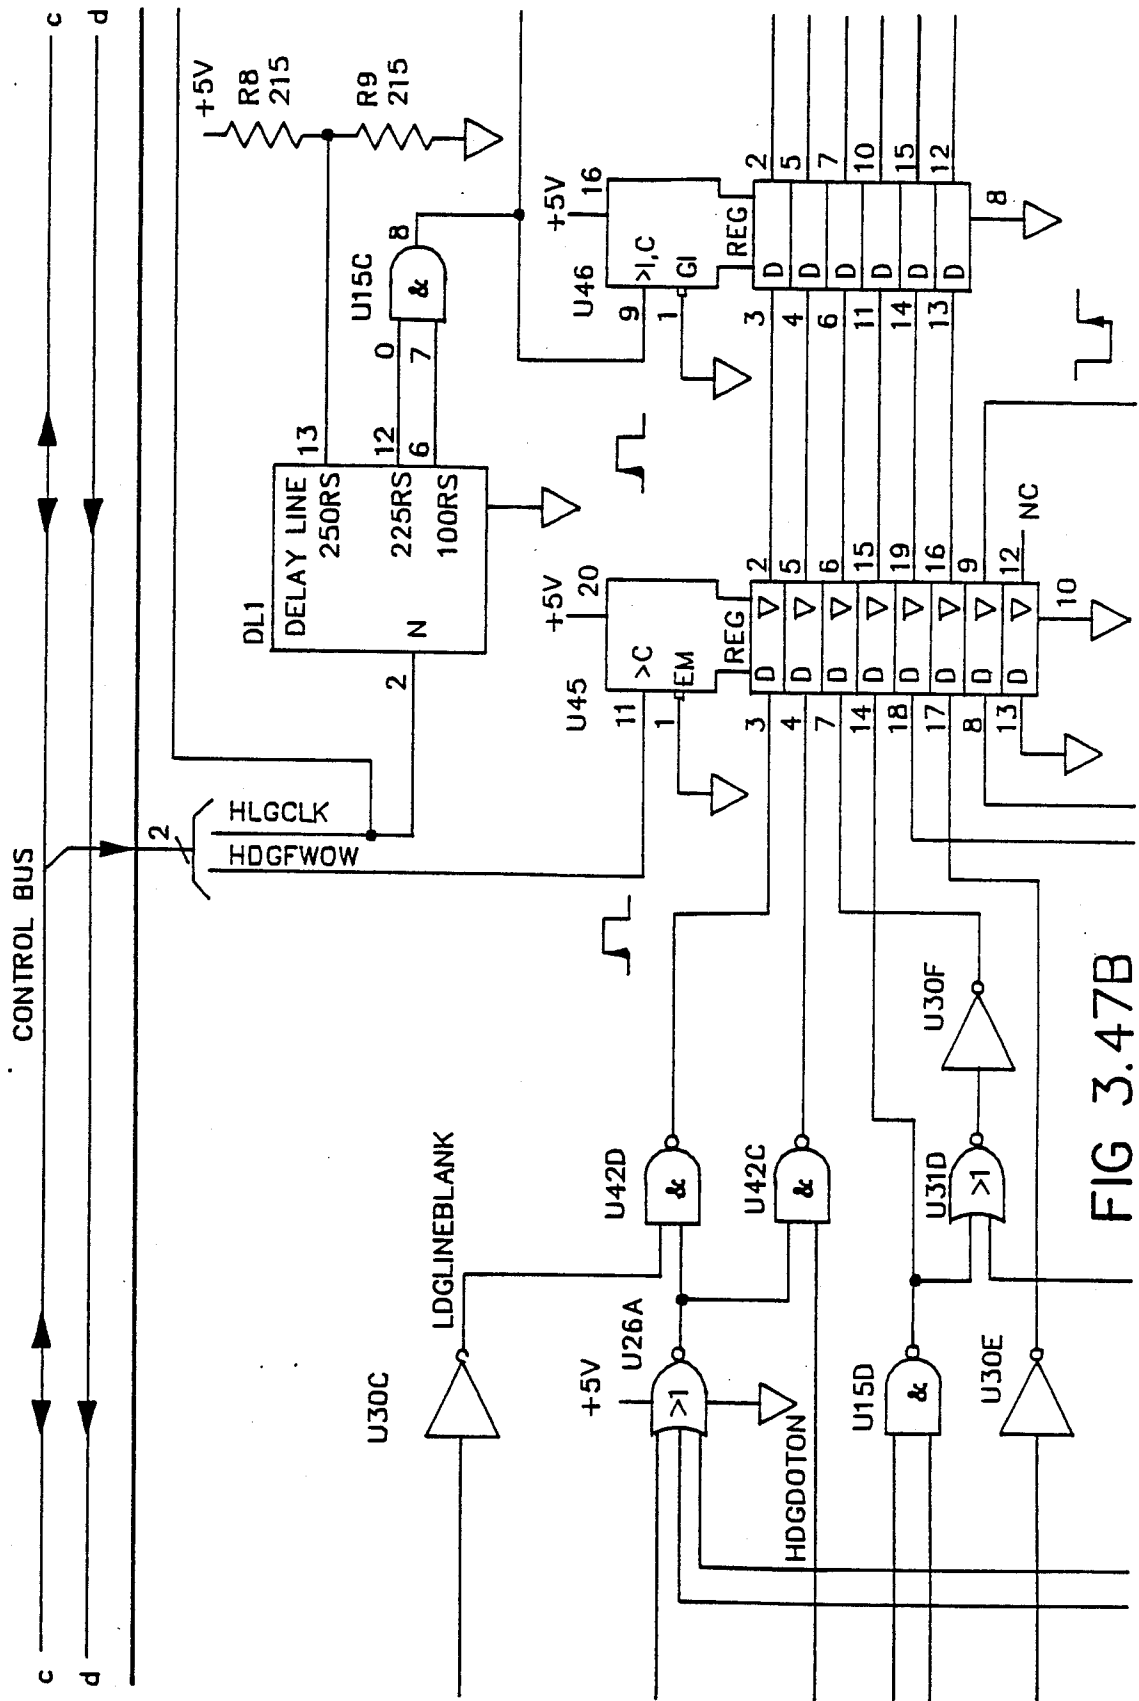 CONTROL BUS
c
d
c
d
2
HLGCLK
HDGFWOW
+5V
R8
215
R9
215
DL1
DELAY LINE
250RS
225RS
100RS
N
2
13
12
6
0
7
U15C
&
8
U30C
LDGLINEBLANK
+5V
U26A
>1
HDGDOTON
U42D
&
U42C
&
U15D
&
U31D
>1
U30F
U30E
U45
+5V
20
>C
EM
11
1
REG
3 D 2
4 D 5
7 D 6
14 D 15
18 D 19
17 D 16
8 D 9
13 D 12
NC
10
U46
+5V
16
>I,C
GI
9
1
REG
3 D 2
4 D 5
6 D 7
11 D 10
14 D 15
13 D 12
8
FIG 3.47B